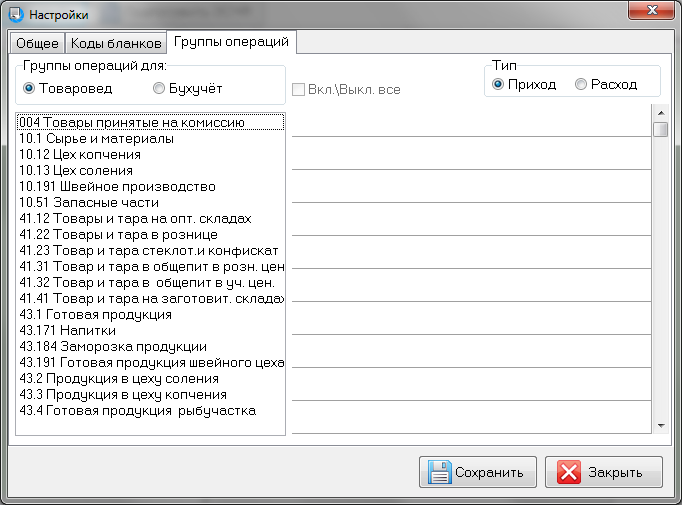 Настройки
Общее
Коды бланков
Группы операций
Группы операций для:
Товаровед
Бухучёт
Вкл.\Выкл. все
Тип
Приход
Расход
004 Товары принятые на комиссию
10.1 Сырье и материалы
10.12 Цех копчения
10.13 Цех соления
10.191 Швейное производство
10.51 Запасные части
41.12 Товары и тара на опт. складах
41.22 Товары и тара в рознице
41.23 Товар и тара стеклот.и конфискат
41.31 Товар и тара в общепит в розн. цен
41.32 Товар и тара в  общепит в уч. цен.
41.41 Товар и тара на заготовит. склада
43.1 Готовая продукция
43.171 Напитки
43.184 Заморозка продукции
43.191 Готовая продукция швейного цеха
43.2 Продукция в цеху соления
43.3 Продукция в цеху копчения
43.4 Готовая продукция  рыбучастка
Сохранить
Закрыть